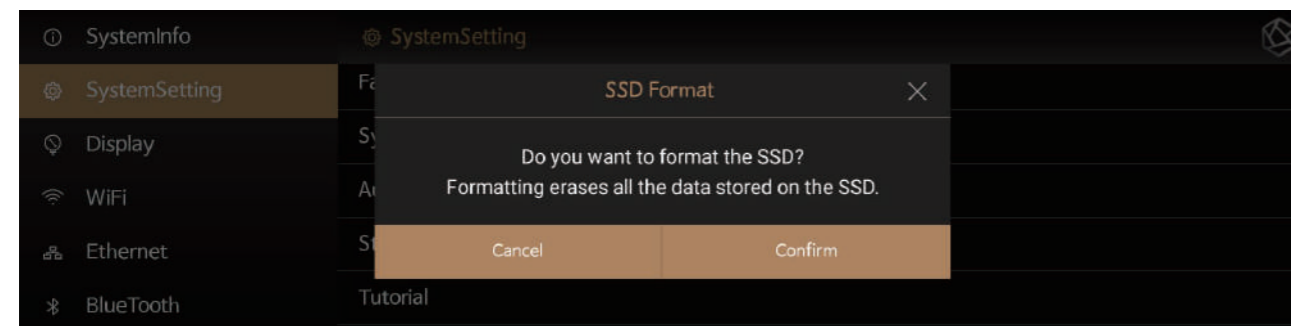 SystemInfo
SystemSetting
SystemSetting
Display
WiFi
Ethernet
BlueTooth
SSD Format
Do you want to format the SSD?
Formatting erases all the data stored on the SSD.
Cancel
Confirm
Tutorial